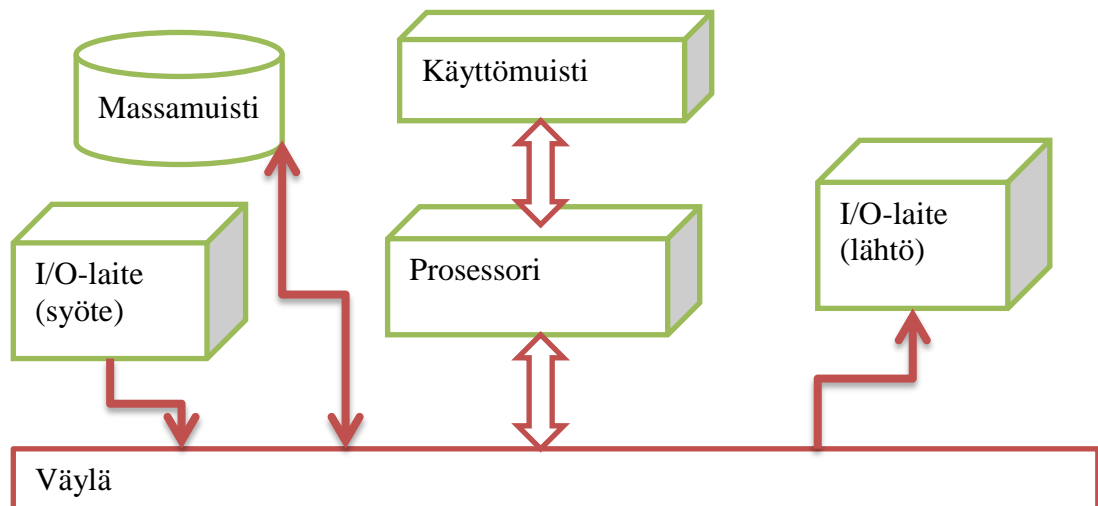 Käyttömuisti
Massamuisti
I/O-laite
(lähtö)
I/O-laite
(syöte)
Prosessori
Väylä